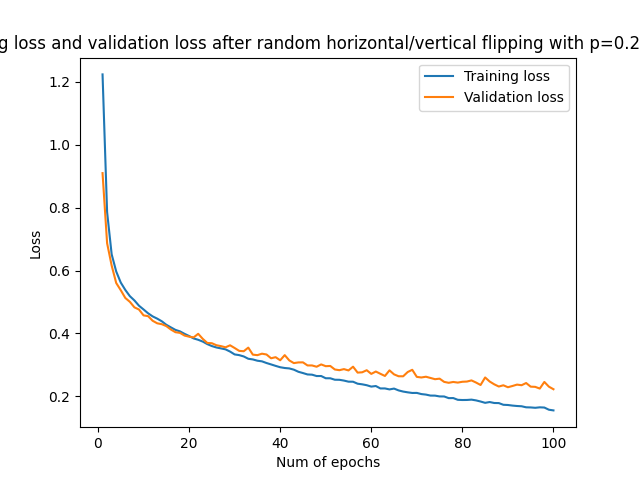 g loss and validation loss after random horizontal/vertical flipping with p=0.2
Training loss
Validation loss
1.2
1.0
0.8
0.6
0.4
0.2
Loss
0
20
40
60
80
100
Num of epochs